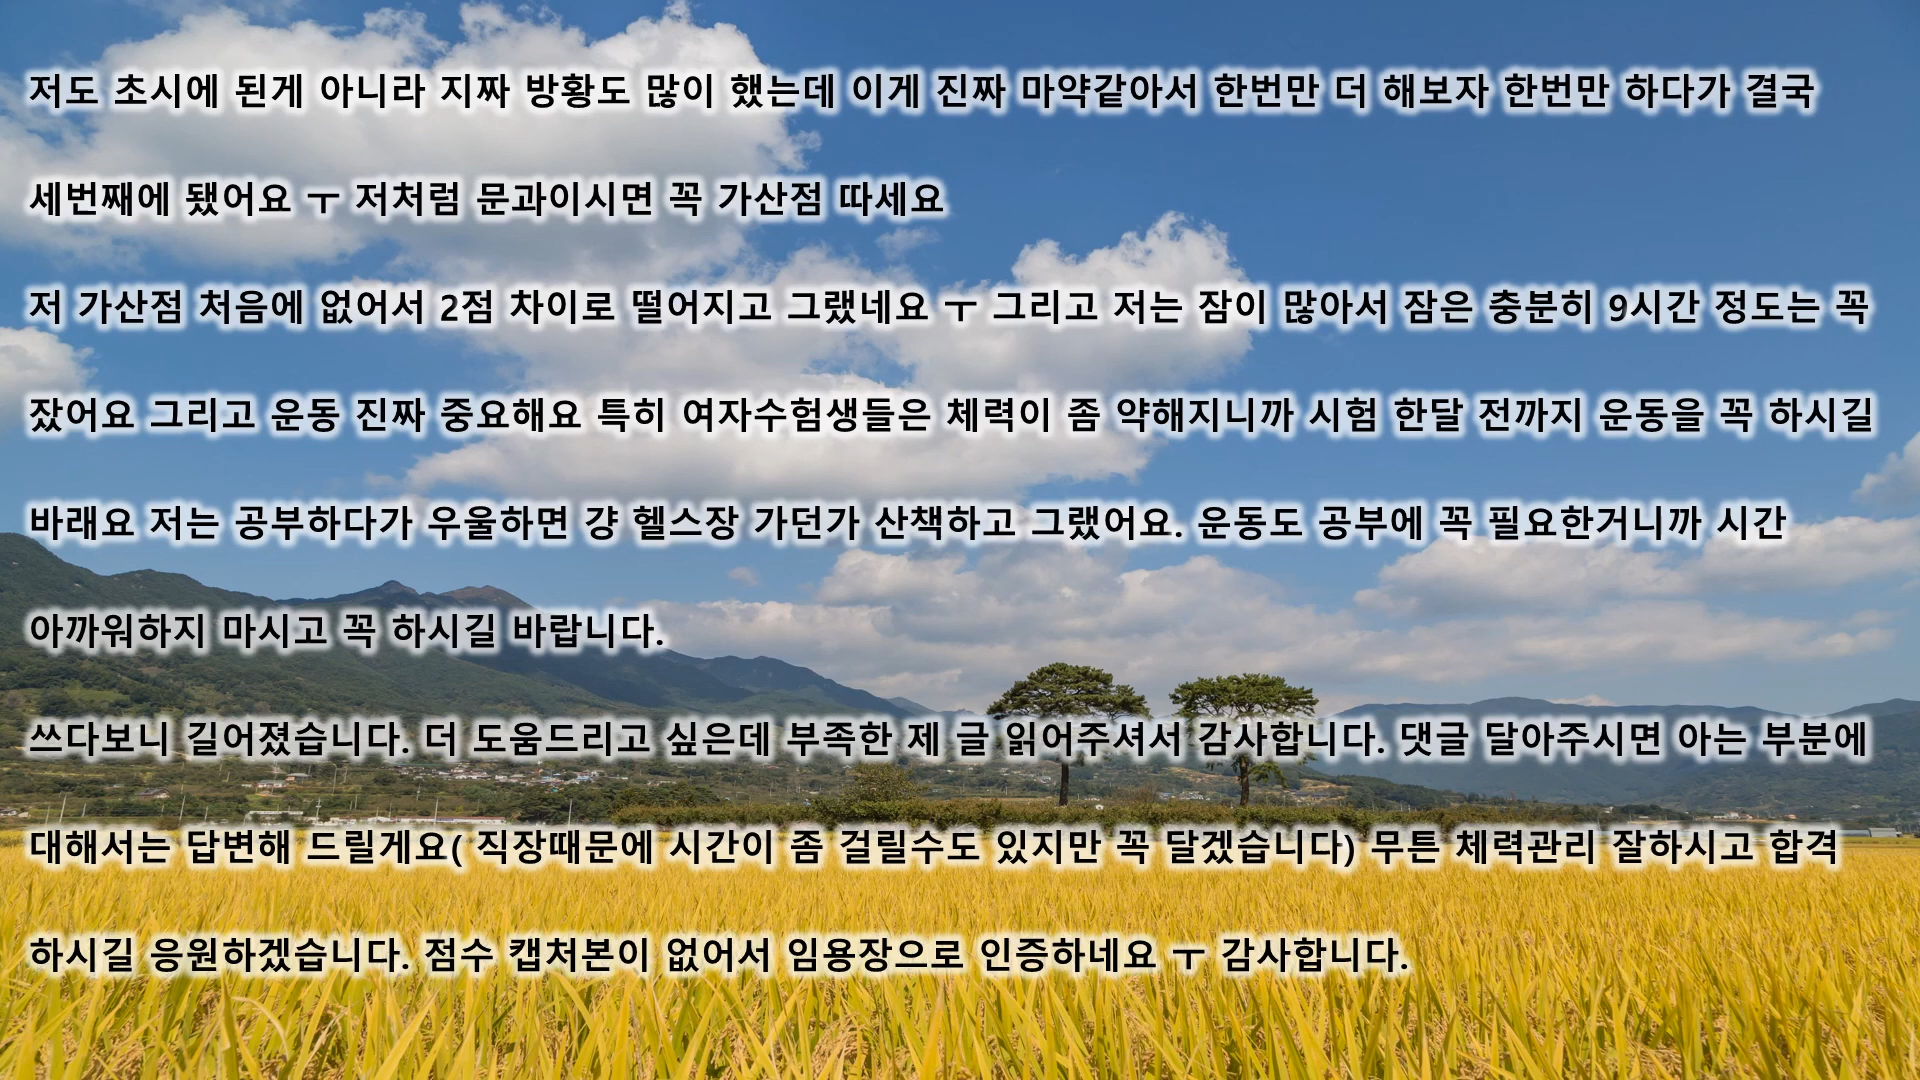 저도 초시에 된게 아니라 지짜 방황도 많이 했는데 이게 진짜 마약같아서 한번만 더 해보자 한번만 하다가 결국
세번째에 됐어요 ㅜ 저처럼 문과이시면 꼭 가산점 따세요
저 가산점 처음에 없어서 2점 차이로 떨어지고 그랬네요 ㅜ 그리고 저는 잠이 많아서 잠은 충분히 9시간 정도는 꼭
잤어요 그리고 운동 진짜 중요해요 특히 여자수험생들은 체력이 좀 약해지니까 시험 한달 전까지 운동을 꼭 하시길
바래요 저는 공부하다가 우울하면 걍 헬스장 가던가 산책하고 그랬어요. 운동도 공부에 꼭 필요한거니까 시간
아까워하지 마시고 꼭 하시길 바랍니다.
쓰다보니 길어졌습니다. 더 도움드리고 싶은데 부족한 제 글 읽어주셔서 감사합니다. 댓글 달아주시면 아는 부분에
대해서는 답변해 드릴게요( 직장때문에 시간이 좀 걸릴수도 있지만 꼭 달겠습니다) 무튼 체력관리 잘하시고 합격
하시길 응원하겠습니다. 점수 캡처본이 없어서 임용장으로 인증하네요 ㅜ 감사합니다.